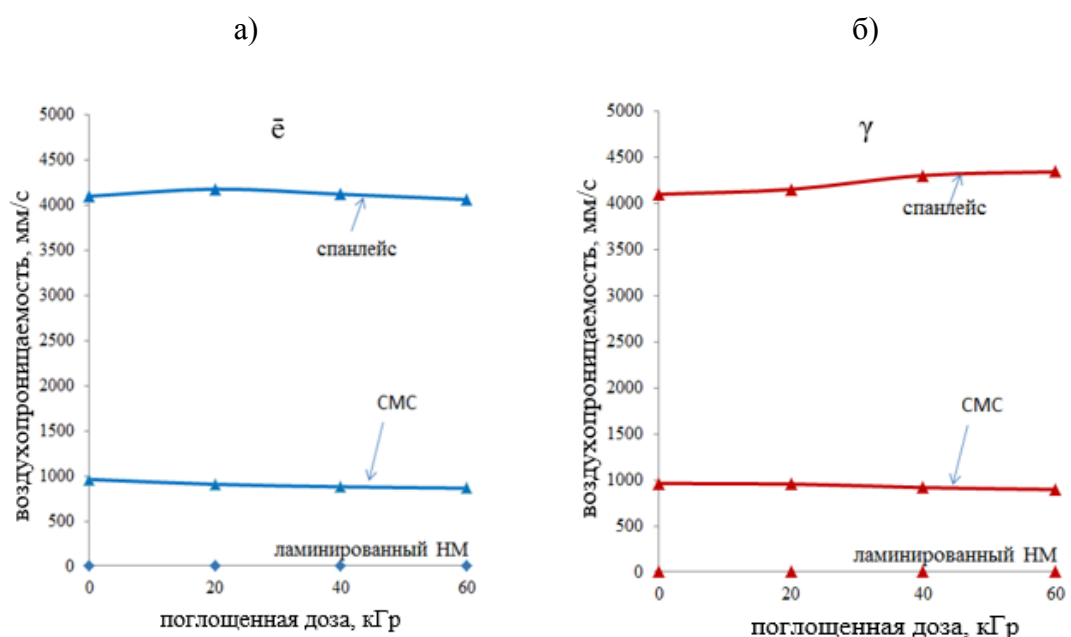 а)
б)
ē
5000
4500
4000
3500
3000
2500
2000
1500
1000
500
0
воздухопроницаемость, мм/с
спанлейс
СМС
ламинированный НМ
0
20
40
60
поглощенная доза, кГр
γ
5000
4500
4000
3500
3000
2500
2000
1500
1000
500
0
воздухопроницаемость, мм/с
спанлейс
СМС
ламинированный НМ
0
20
40
60
поглощенная доза, кГр